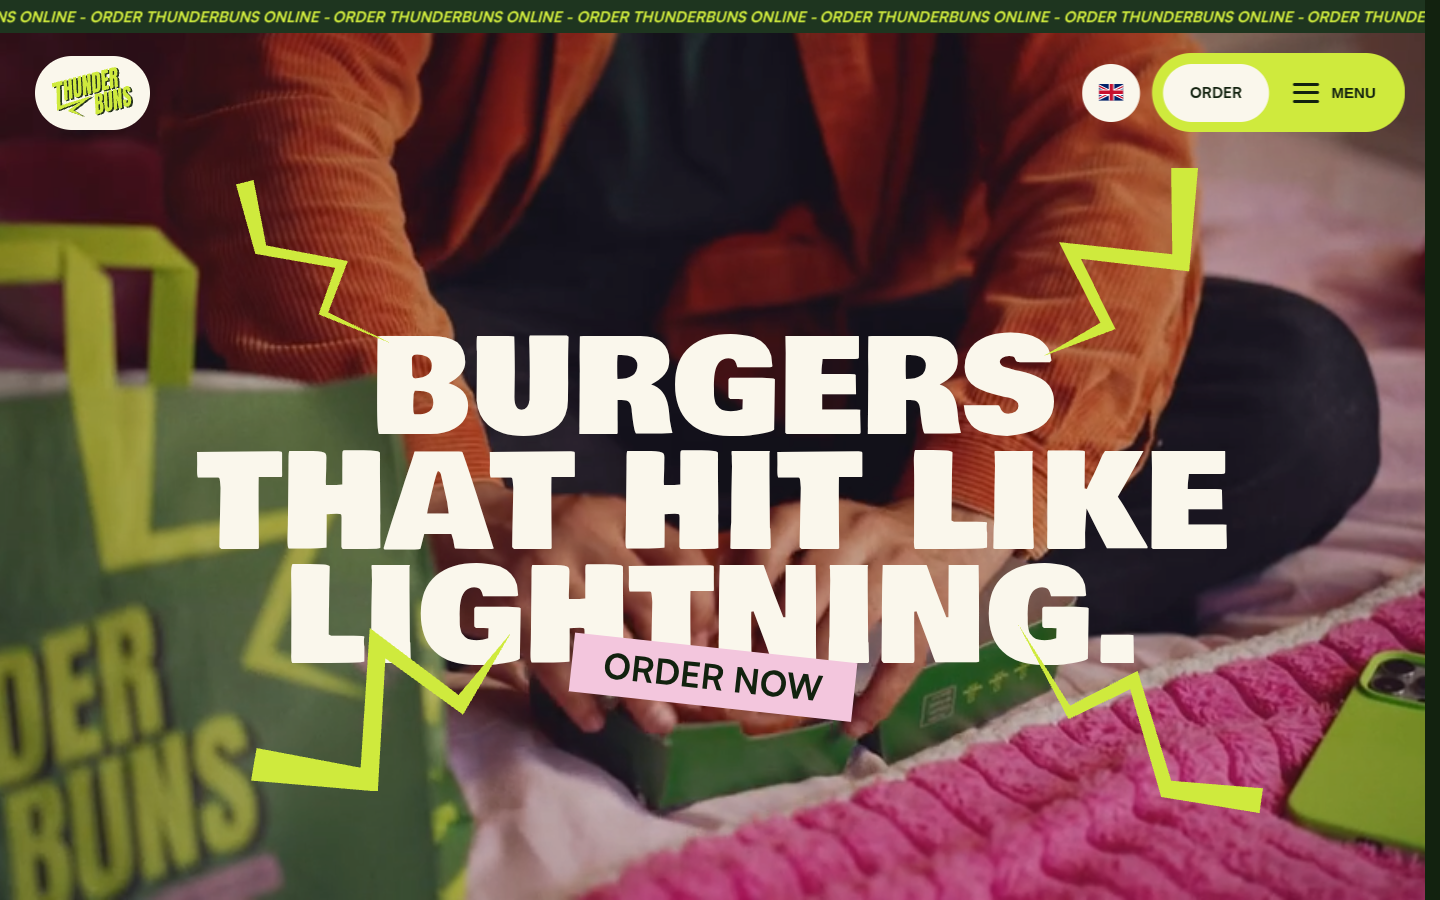 NS ONLINE - ORDER THUNDERBUNS ONLINE - ORDER THUNDERBUNS ONLINE - ORDER THUNDERBUNS ONLINE - ORDER THUNDERBUNS ONLINE - ORDER THUNDERBUNS ONLINE - ORDER THUNDE
THUNDER
BUNS
ORDER
MENU
BURGERS
THAT HIT LIKE
LIGHTNING.
ORDER NOW
DER
BUNS